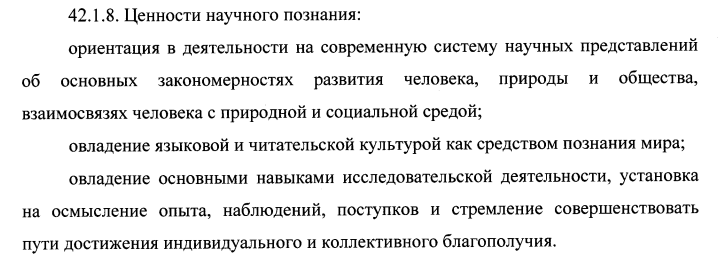 42.1.8. Ценности научного познания:
ориентация в деятельности на современную систему научных представлений
об основных закономерностях развития человека, природы и общества,
взаимосвязях человека с природной и социальной средой;
овладение языковой и читательской культурой как средством познания мира;
овладение основными навыками исследовательской деятельности, установка
на осмысление опыта, наблюдений, поступков и стремление совершенствовать
пути достижения индивидуального и коллективного благополучия.